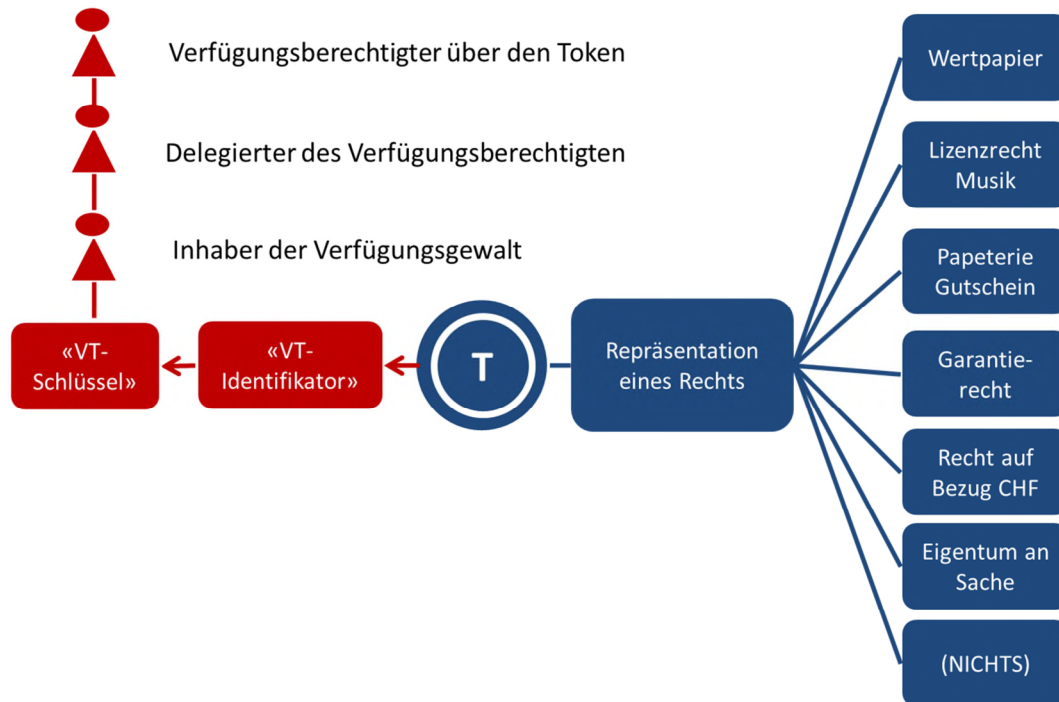 Verfügungsberechtigter über den Token
Delegierter des Verfügungsberechtigten
Inhaber der Verfügungsgewalt
«VT-
Schlüssel»
«VT-
Identifikator»
T
Repräsentation
eines Rechts
Wertpapier
Lizenzrecht
Musik
Papeterie
Gutschein
Garantie-
recht
Recht auf
Bezug CHF
Eigentum an
Sache
(NICHTS)